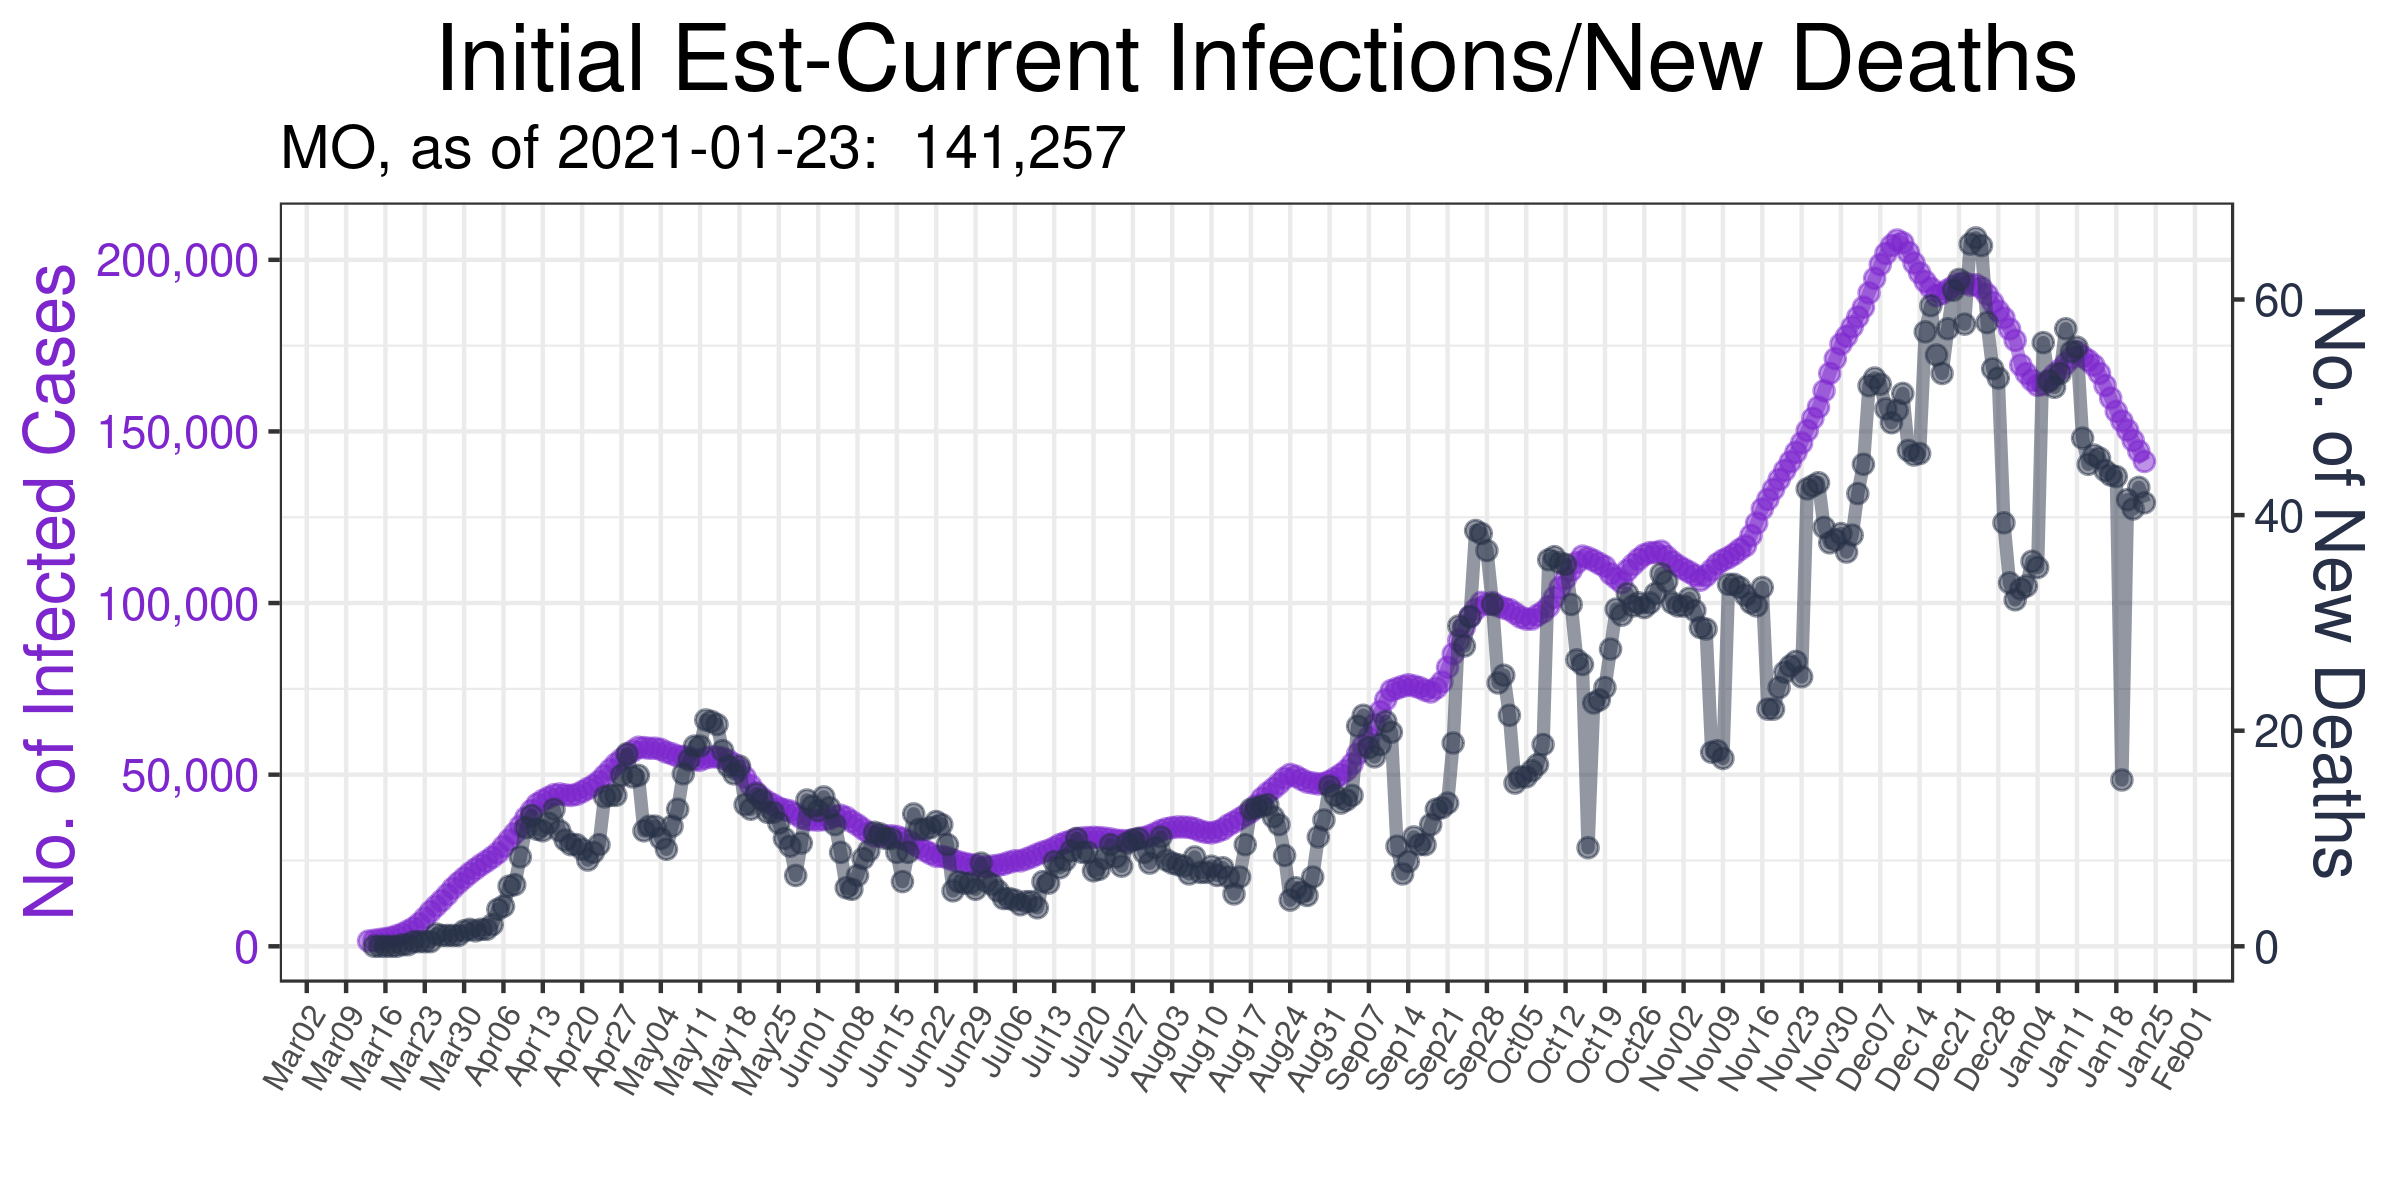 Initial Est-Current Infections/New Deaths
MO, as of 2021-01-23:  141,257
No. of Infected Cases
200,000
150,000
100,000
50,000
0
60
40
20
0
No. of New Deaths
Mar02
Mar09
Mar16
Mar23
Mar30
Apr06
Apr13
Apr20
Apr27
May04
May11
May18
May25
Jun01
Jun08
Jun15
Jun22
Jun29
Jul06
Jul13
Jul20
Jul27
Aug03
Aug10
Aug17
Aug24
Aug31
Sep07
Sep14
Sep21
Sep28
Oct05
Oct12
Oct19
Oct26
Nov02
Nov09
Nov16
Nov23
Nov30
Dec07
Dec14
Dec21
Dec28
Jan04
Jan11
Jan18
Jan25
Feb01